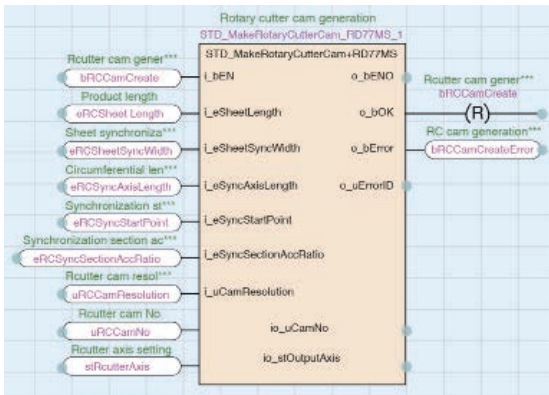 Rotary cutter cam generation
STD_MakeRotaryCutterCam_RD77MS_1
STD_MakeRotaryCutterCam+RD77MS
Rcutter cam gener***
bRCCamCreate
i_bEN
o_bENO
Product length
eRCSheet Length
i_eSheetLength
o_bOK
Rcutter cam gener***
bRCCamCreate
(R)
Sheet synchroniza***
eRCSheetSyncWidth
i_eSheetSyncWidth
o_bError
RC cam generation***
bRCCamCreateError
Circumferential len***
eRCSyncAxisLength
i_eSyncAxisLength
o_uErrorID
Synchronization st***
eRCSyncStartPoint
i_eSyncStartPoint
Synchronization section ac***
eRCSyncSectionAccRatio
i_eSyncSectionAccRatio
Rcutter cam resol***
uRCCamResolution
i_uCamResolution
Rcutter cam No
uRCCamNo
io_uCamNo
Rcutter axis setting
stRcutterAxis
io_stOutputAxis